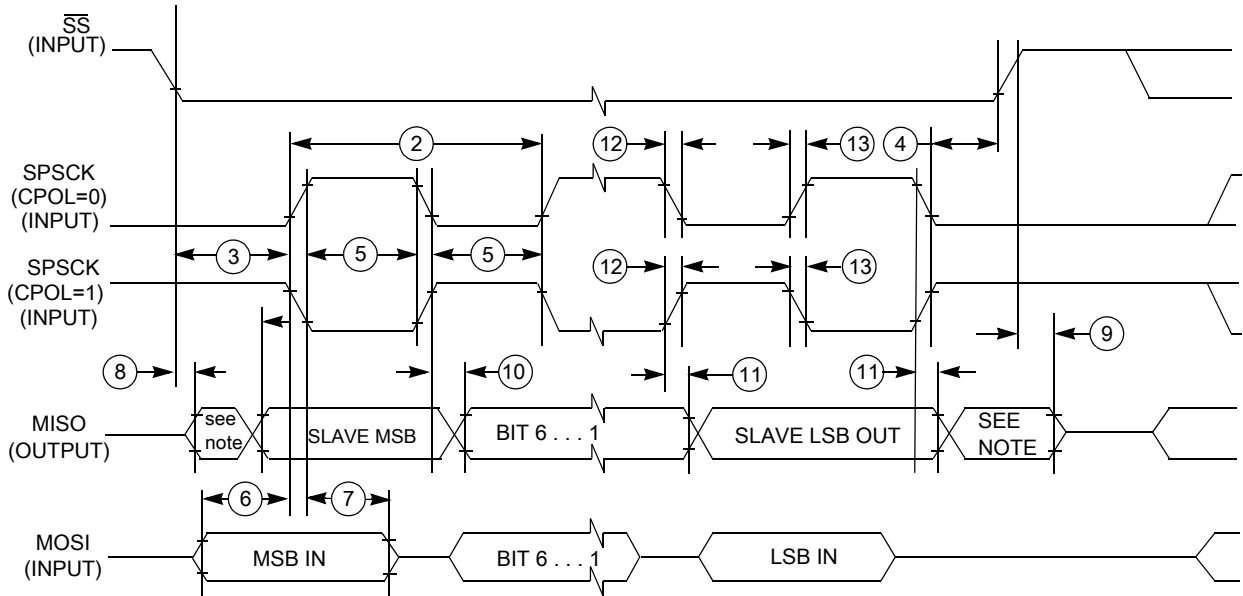 SS
(INPUT)
2
12
13
4
SPSCK
(CPOL=0)
(INPUT)
3
5
5
SPSCK
(CPOL=1)
(INPUT)
12
13
8
10
11
11
9
MISO
(OUTPUT)
see
note
SLAVE MSB
BIT 6 . . . 1
SLAVE LSB OUT
SEE
NOTE
6
7
MOSI
(INPUT)
MSB IN
BIT 6 . . . 1
LSB IN